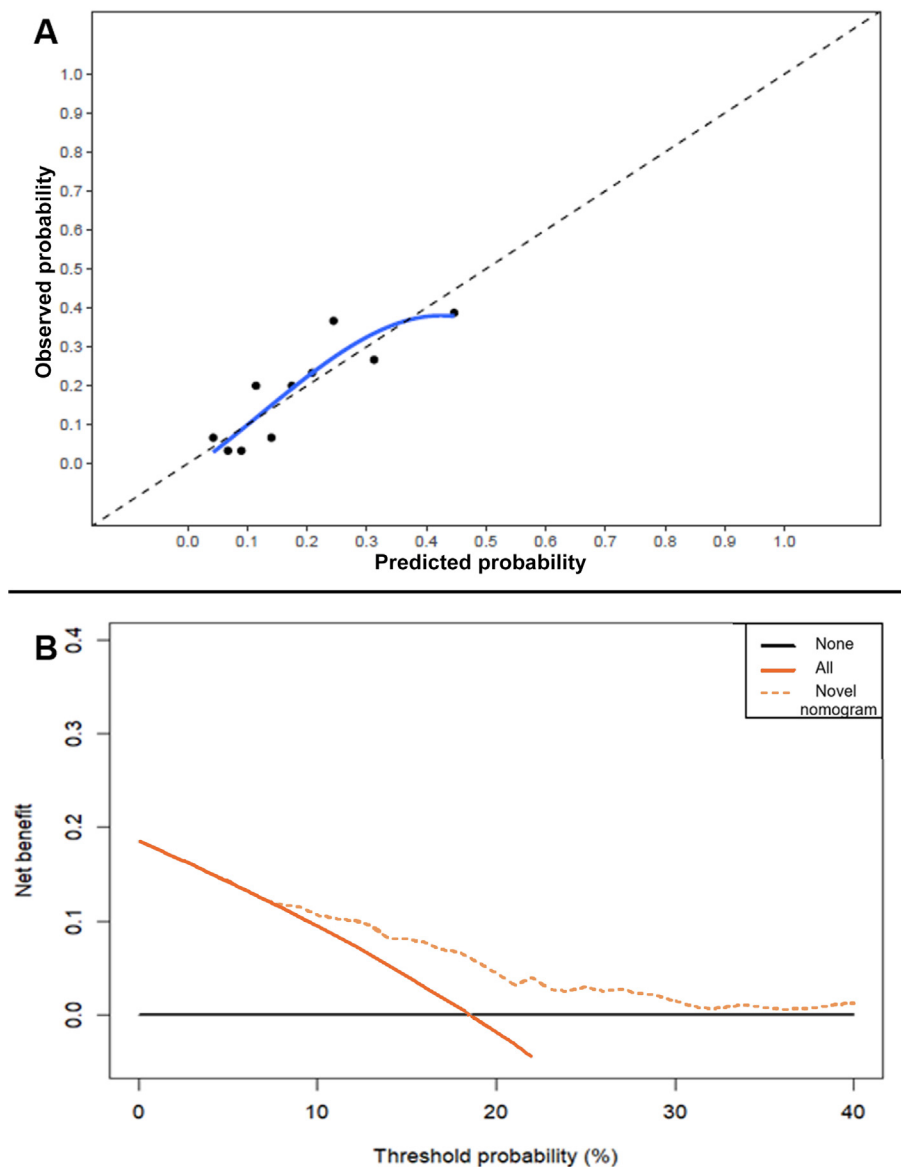 A
Observed probability
1.0
0.9
0.8
0.7
0.6
0.5
0.4
0.3
0.2
0.1
0.0
0.0 0.1 0.2 0.3 0.4 0.5 0.6 0.7 0.8 0.9 1.0
Predicted probability
B
Net benefit
0.4
0.3
0.2
0.1
0.0
None
All
Novel
nomogram
0 10 20 30 40
Threshold probability (%)